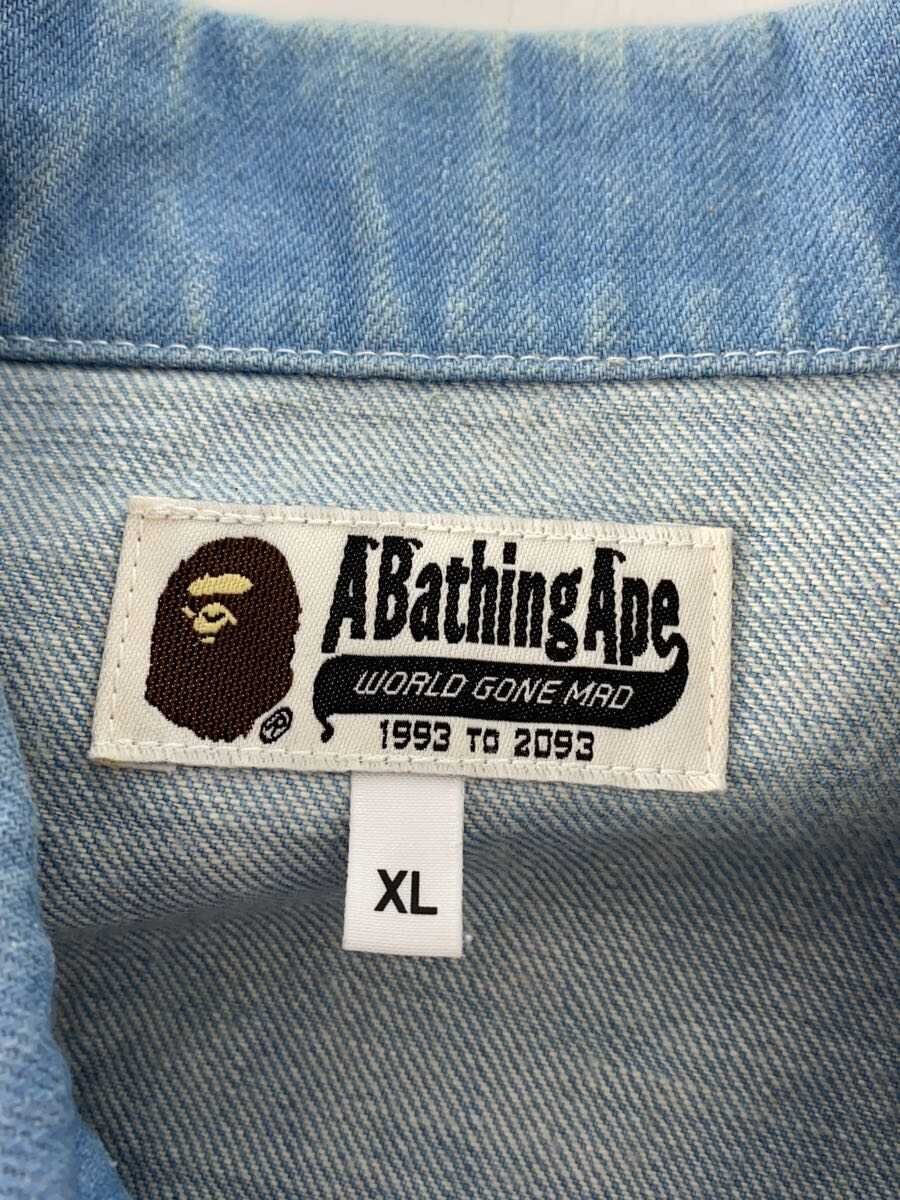 A Bathing Ape
WORLD GONE MAD
1993 TO 2093
XL